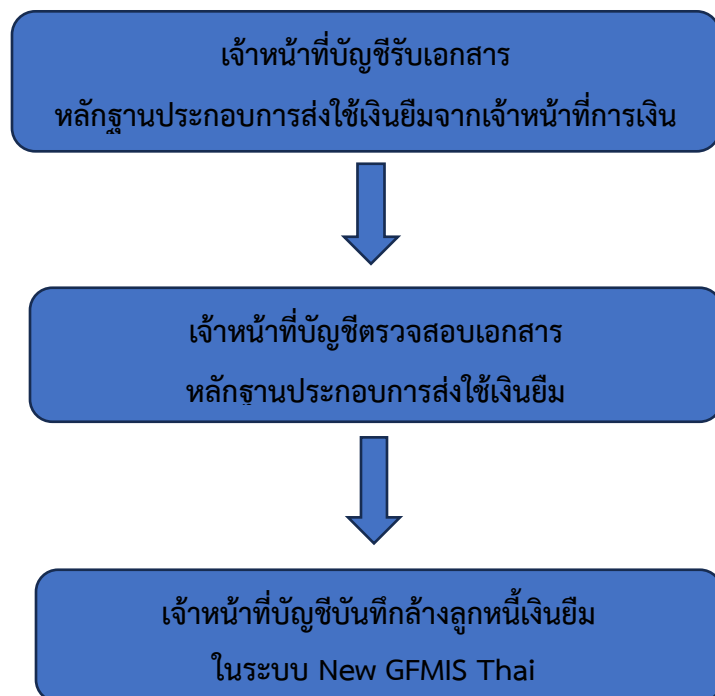 เจ้าหน้าที่บัญชีรับเอกสาร
หลักฐานประกอบการส่งใช้เงินยืมจากเจ้าหน้าที่การเงิน
เจ้าหน้าที่บัญชีตรวจสอบเอกสาร
หลักฐานประกอบการส่งใช้เงินยืม
เจ้าหน้าที่บัญชีบันทึกล้างลูกหนี้เงินยืม
ในระบบ New GFMIS Thai